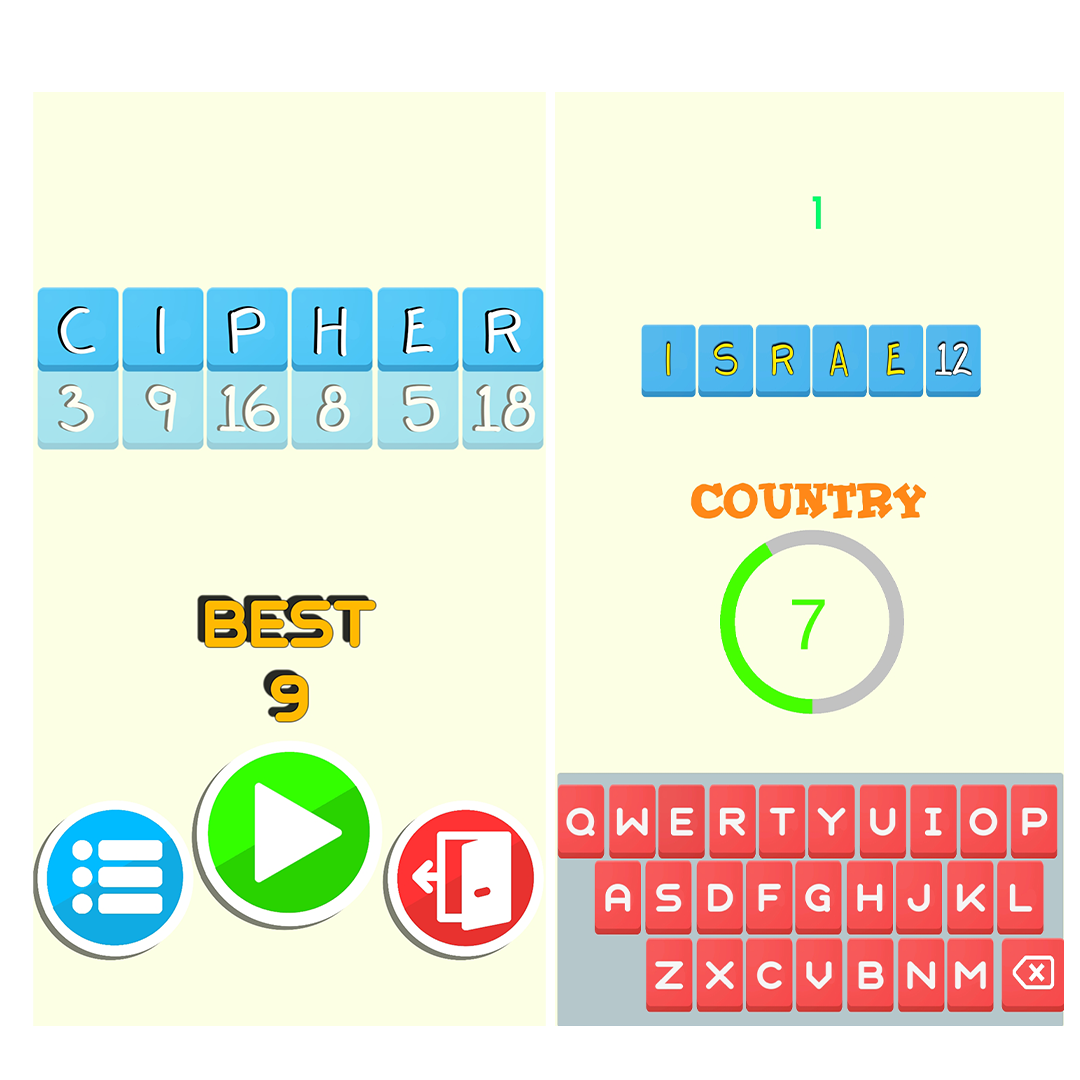 C I P H E R
3 9 16 8 5 18
BEST
9
1
I S R A E 12
COUNTRY
7
Q W E R T Y U I O P
A S D F G H J K L
Z X C V B N M